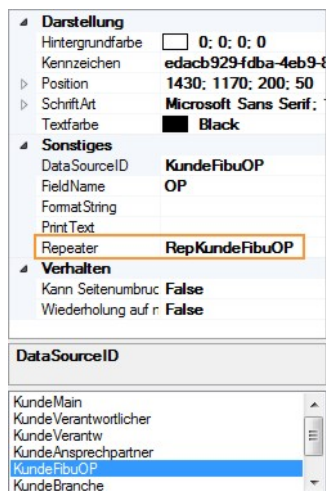 Darstellung
Hintergrundfarbe 0; 0; 0; 0
Kennzeichen edacb929-fdba-4eb9-8
Position 1430; 1170; 200; 50
SchriftArt Microsoft Sans Serif;
Textfarbe Black
Sonstiges
DataSourceID KundeFibuOP
FieldName OP
FormatString
PrintText
Repeater RepKundeFibuOP
Verhalten
Kann Seitenumbruc False
Wiederholung auf n False
DataSourceID
KundeMain
KundeVerantwortlicher
KundeVerantw
KundeAnsprechpartner
KundeFibuOP
KundeBranche